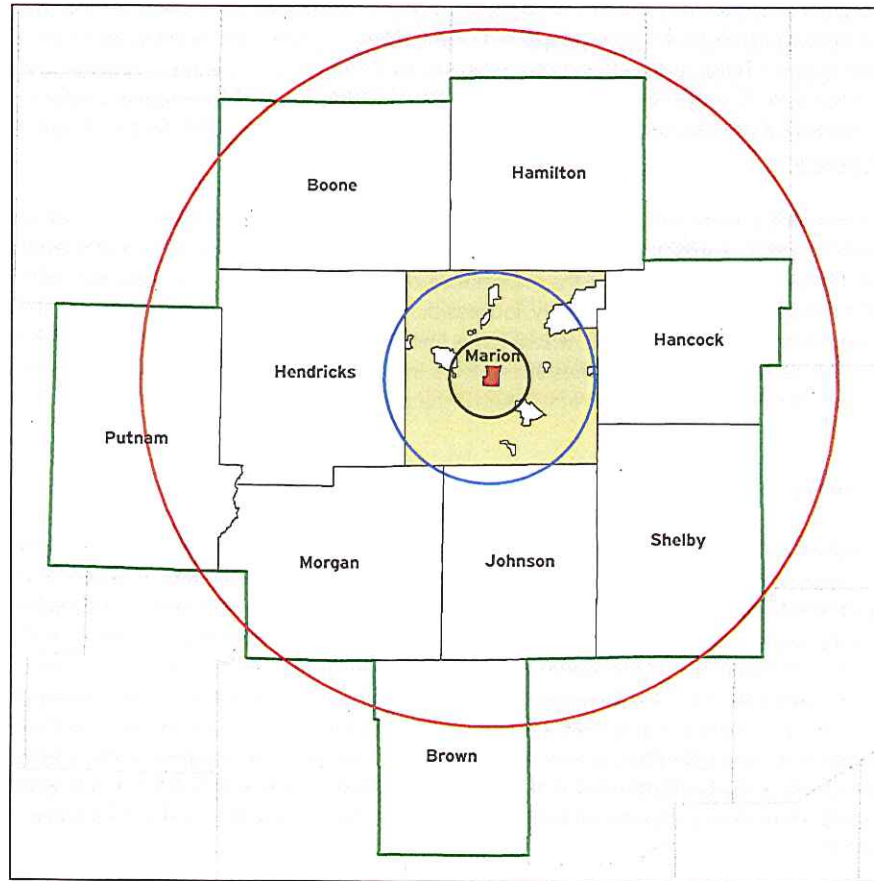 Boone
Hamilton
Marion
Hancock
Hendricks
Putnam
Morgan
Johnson
Shelby
Brown